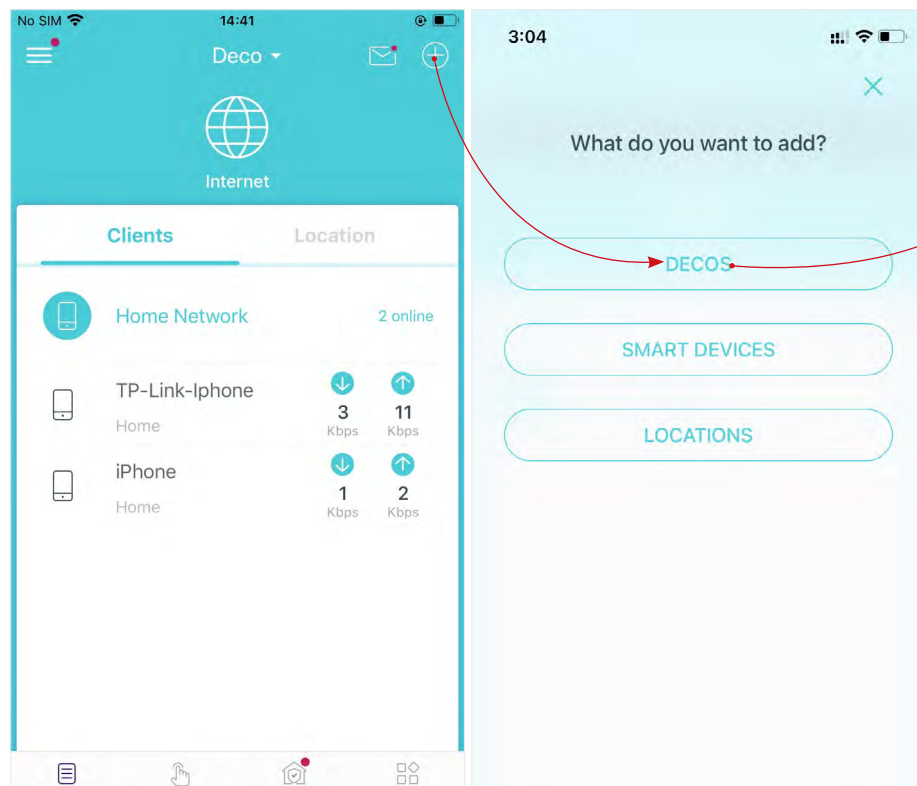 No SIM 14:41
Deco
Internet
Clients Location
Home Network 2 online
TP-Link-Iphone
Home
3 11
Kbps Kbps
iPhone
Home
1 2
Kbps Kbps
3:04
What do you want to add?
DECOS
SMART DEVICES
LOCATIONS